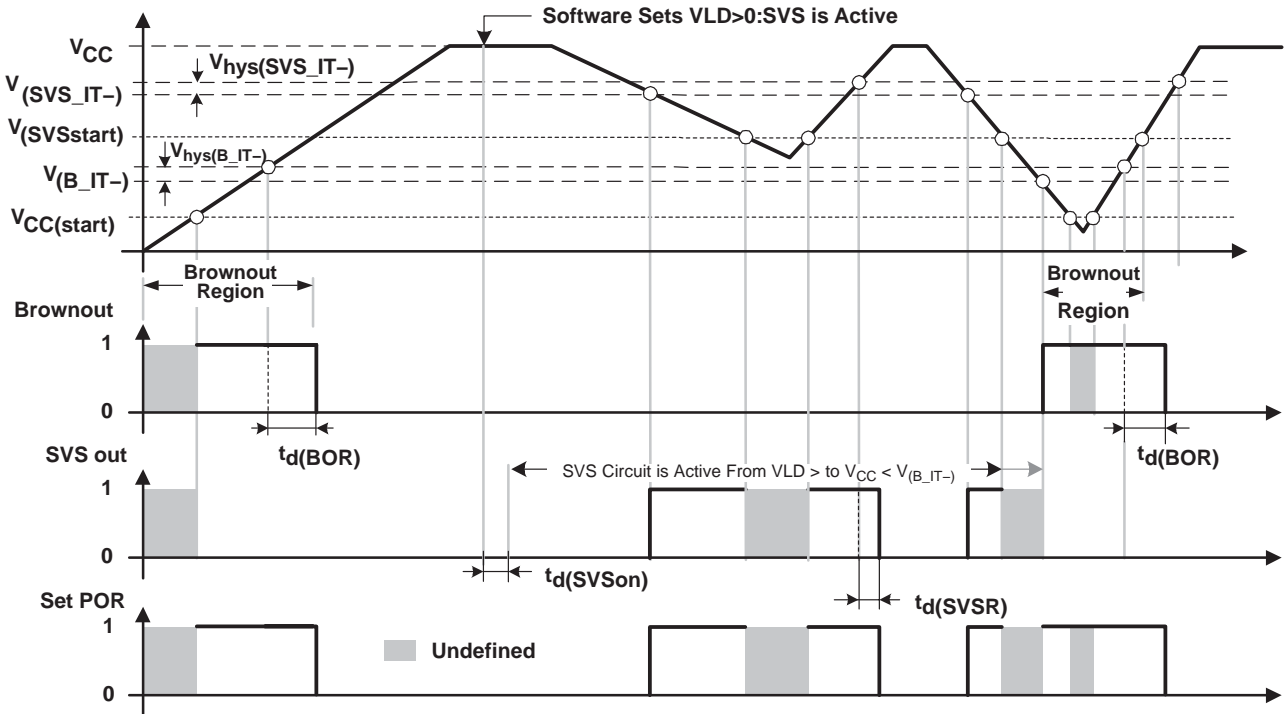 Software Sets VLD>0:SVS is Active
VCC
Vhys(SVS_IT–)
V(SVS_IT–)
V(SVSstart)
Vhys(B_IT–)
V(B_IT–)
VCC(start)
Brownout
Region
Brownout
Region
Brownout
1
0
td(BOR)
td(BOR)
SVS out
SVS Circuit is Active From VLD > to VCC < V(B_IT–)
1
0
td(SVSon)
td(SVSR)
Set POR
1
Undefined
0